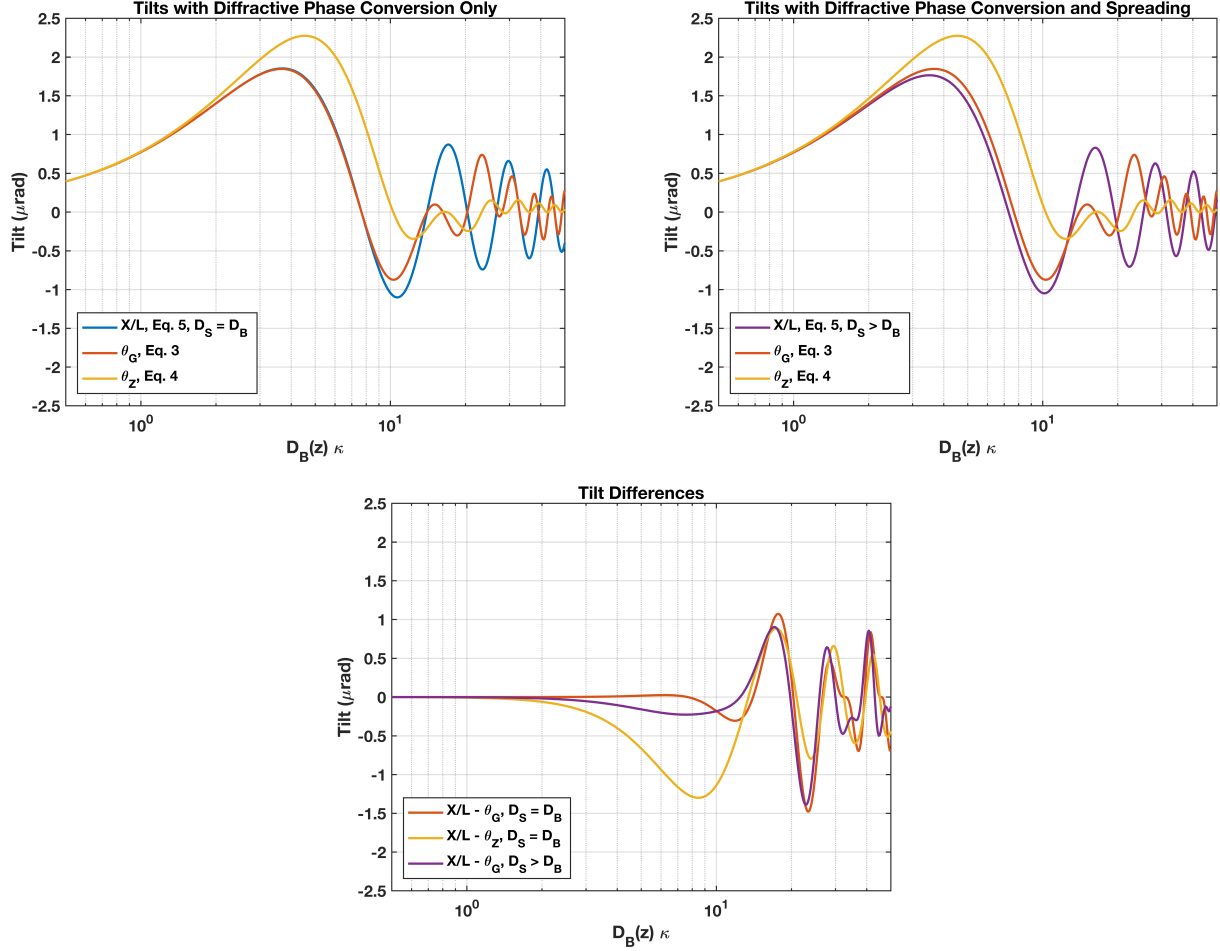 Tilts with Diffractive Phase Conversion Only
2.5
2
1.5
1
0.5
0
-0.5
-1
-1.5
-2
-2.5
Tilt (μrad)
X/L, Eq. 5, D_S = D_B
θ_G, Eq. 3
θ_Z, Eq. 4
10^0
10^1
D_B(z) κ
Tilts with Diffractive Phase Conversion and Spreading
2.5
2
1.5
1
0.5
0
-0.5
-1
-1.5
-2
-2.5
Tilt (μrad)
X/L, Eq. 5, D_S > D_B
θ_G, Eq. 3
θ_Z, Eq. 4
10^0
10^1
D_B(z) κ
Tilt Differences
2.5
2
1.5
1
0.5
0
-0.5
-1
-1.5
-2
-2.5
Tilt (μrad)
X/L - θ_G, D_S = D_B
X/L - θ_Z, D_S = D_B
X/L - θ_G, D_S > D_B
10^0
10^1
D_B(z) κ